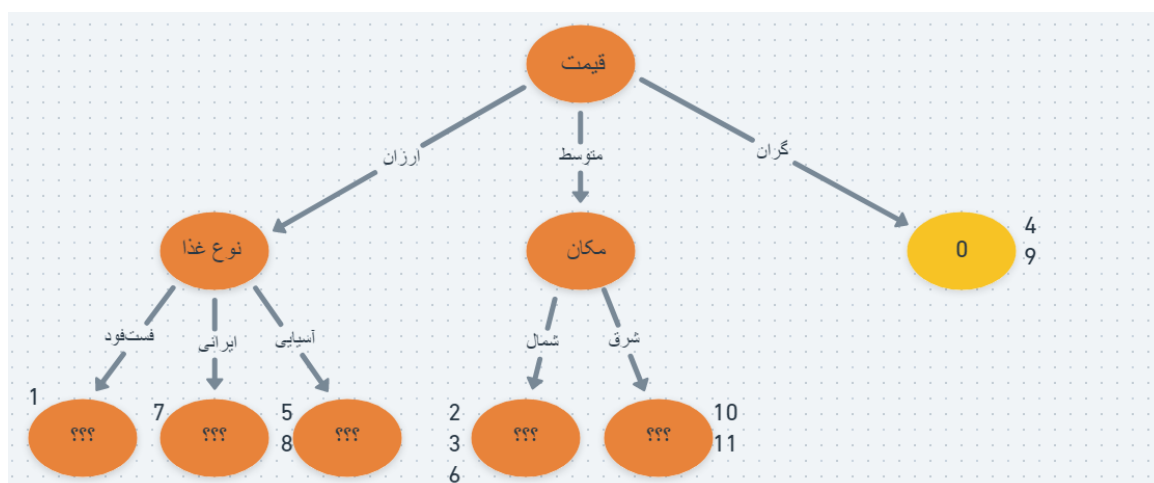 قیمت
ارزان
متوسط
گران
نوع غذا
مکان
0
4
9
فست‌فود
ایرانی
آسیایی
شمال
شرق
1
؟؟؟
7
؟؟؟
5
8
؟؟؟
2
3
6
؟؟؟
؟؟؟
10
11